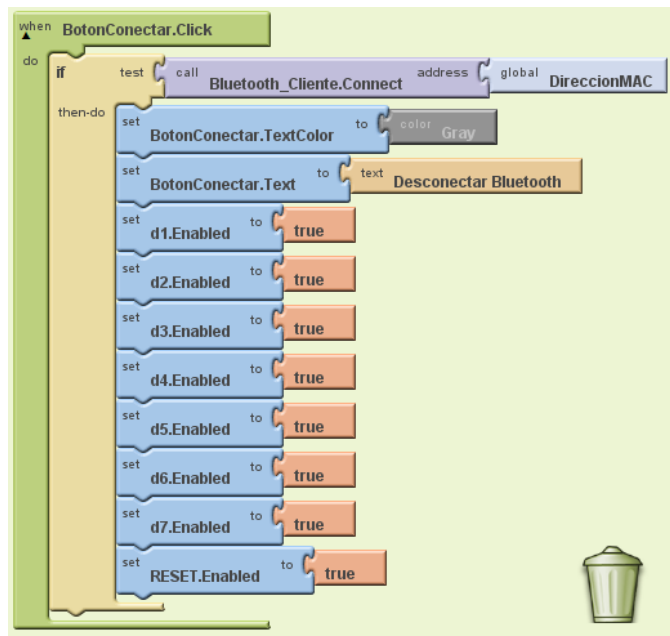 when BotonConectar.Click
do if test call Bluetooth_Cliente.Connect address global DireccionMAC
then-do set BotonConectar.TextColor to color Gray
set BotonConectar.Text to text Desconectar Bluetooth
set d1.Enabled to true
set d2.Enabled to true
set d3.Enabled to true
set d4.Enabled to true
set d5.Enabled to true
set d6.Enabled to true
set d7.Enabled to true
set RESET.Enabled to true